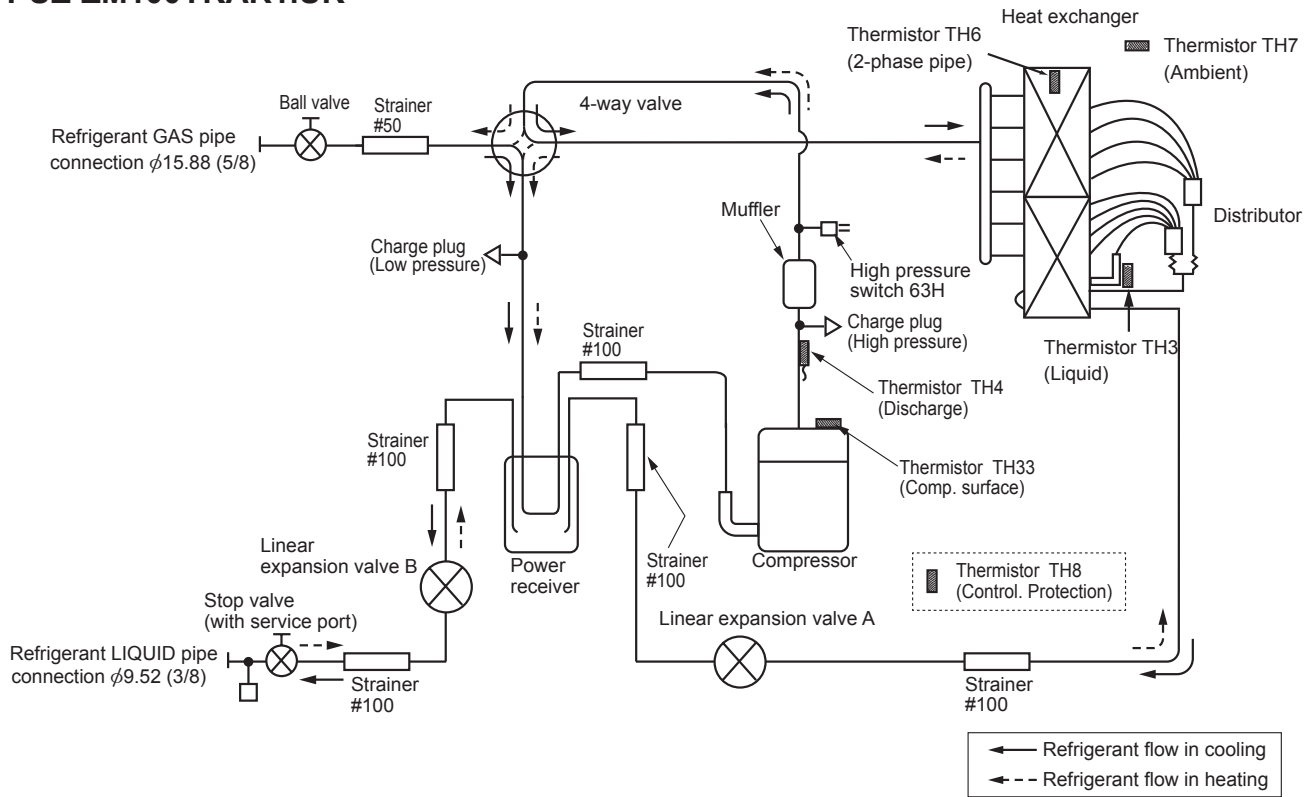 Heat exchanger
Thermistor TH6
(2-phase pipe)
Thermistor TH7
(Ambient)
Ball valve
Strainer
#50
4-way valve
Refrigerant GAS pipe
connection ϕ15.88 (5/8)
Muffler
Distributor
Charge plug
(Low pressure)
High pressure
switch 63H
Charge plug
(High pressure)
Strainer
#100
Thermistor TH3
(Liquid)
Thermistor TH4
(Discharge)
Strainer
#100
Thermistor TH33
(Comp. surface)
Linear
expansion valve B
Power
receiver
Strainer
#100
Compressor
Thermistor TH8
(Control. Protection)
Stop valve
(with service port)
Linear expansion valve A
Refrigerant LIQUID pipe
connection ϕ9.52 (3/8)
Strainer
#100
Strainer
#100
Refrigerant flow in cooling
Refrigerant flow in heating